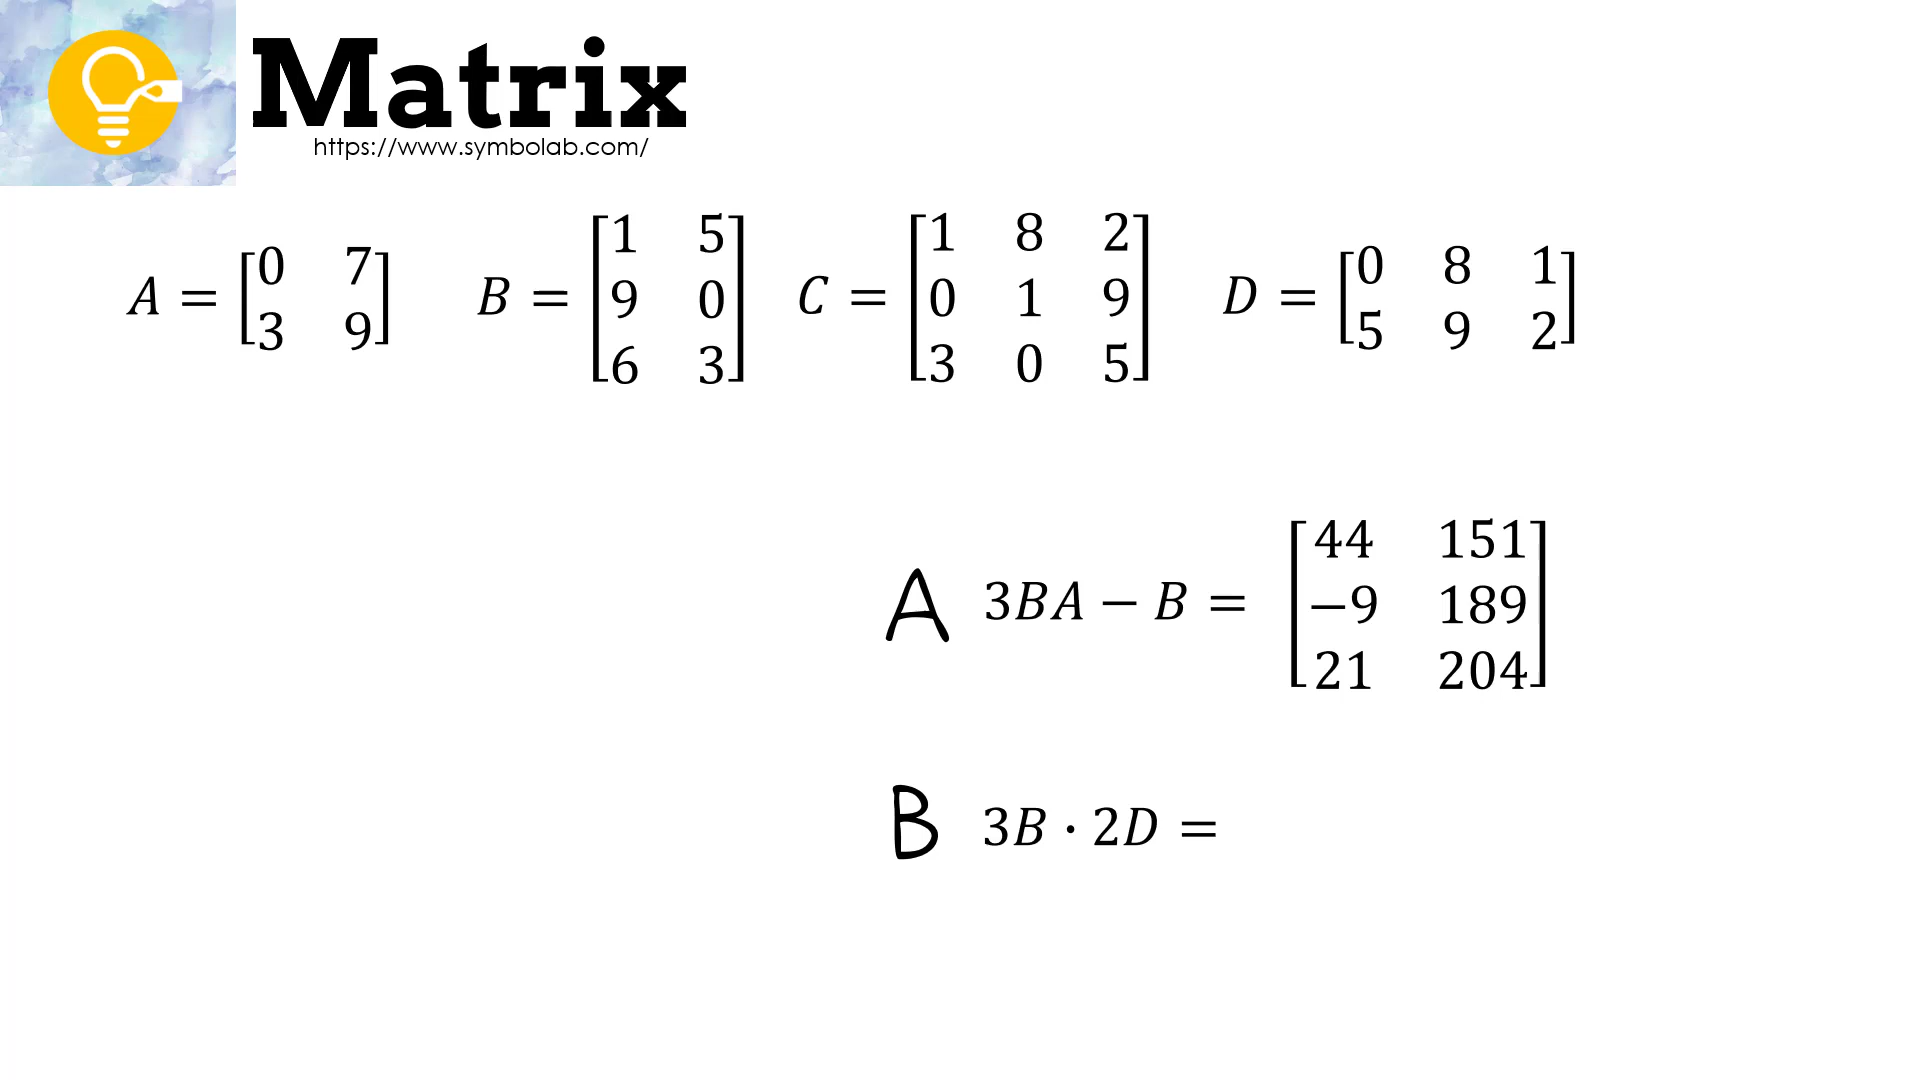 Matrix
https://www.symbolab.com/
A = [0 7; 3 9] B = [1 5; 9 0; 6 3] C = [1 8 2; 0 1 9; 3 0 5] D = [0 8 1; 5 9 2]
A 3BA − B = [44 151; −9 189; 21 204]
B 3B · 2D =